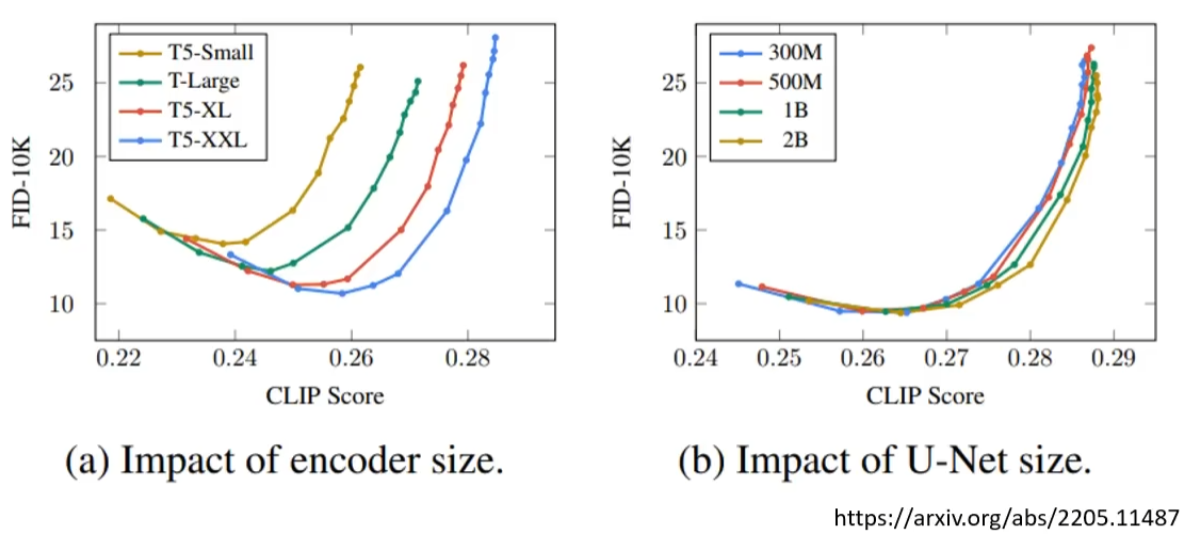 T5-Small
T-Large
T5-XL
T5-XXL
25
20
15
10
FID-10K
0.22 0.24 0.26 0.28
CLIP Score
(a) Impact of encoder size.
300M
500M
1B
2B
25
20
15
10
FID-10K
0.24 0.25 0.26 0.27 0.28 0.29
CLIP Score
(b) Impact of U-Net size.
https://arxiv.org/abs/2205.11487